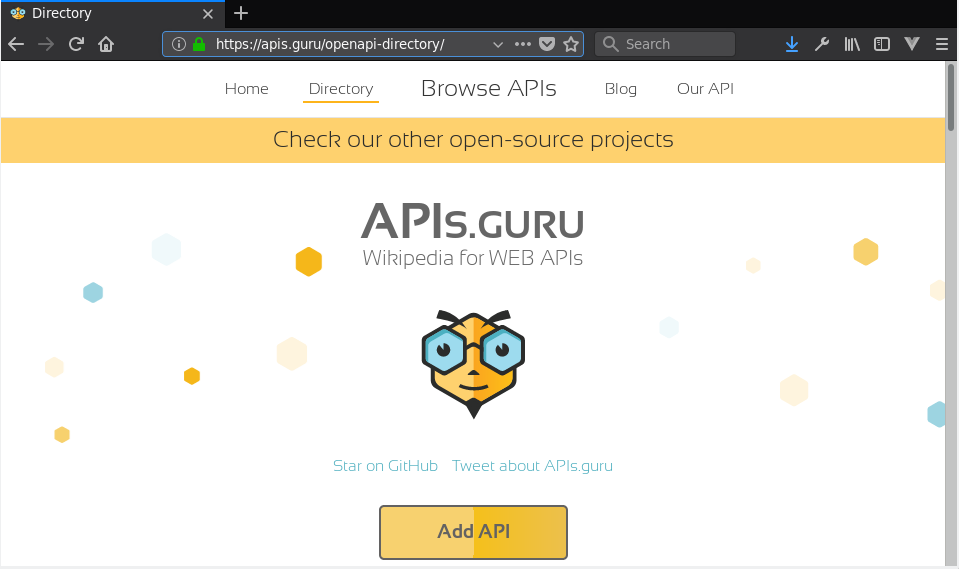 Directory
https://apis.guru/openapi-directory/
Search
Home Directory Browse APIs Blog Our API
Check our other open-source projects
APIs.guru
Wikipedia for WEB APIs
Star on GitHub Tweet about APIs.guru
Add API